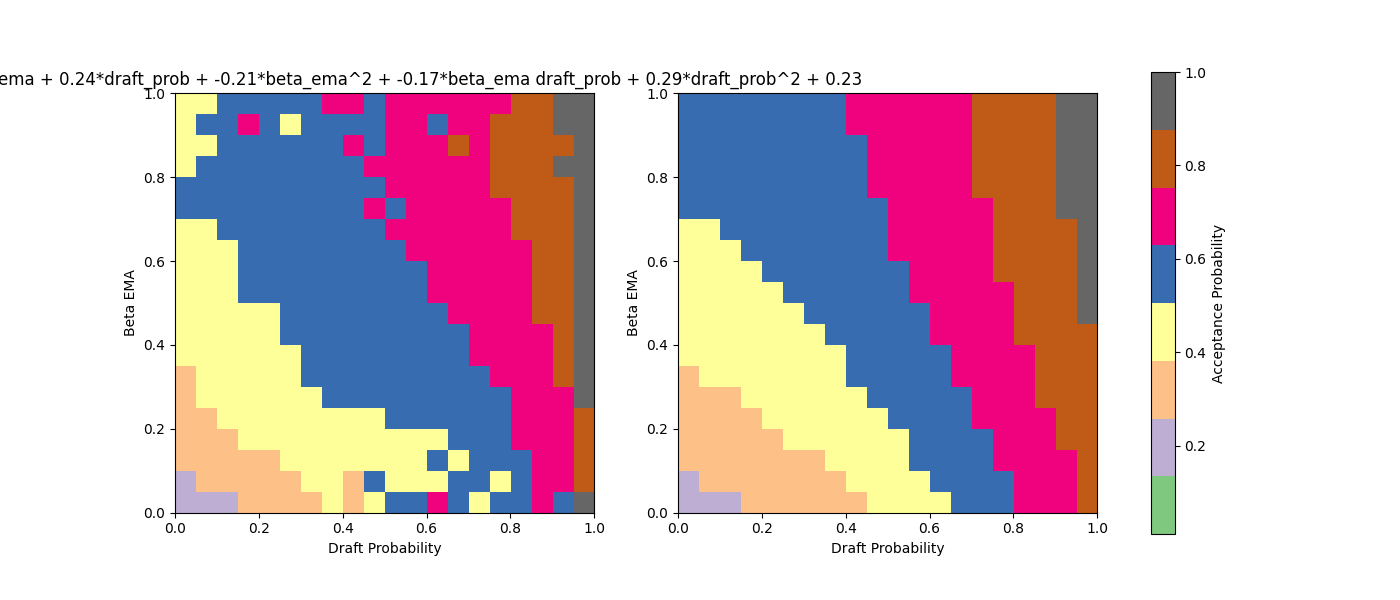 ema + 0.24*draft_prob + -0.21*beta_ema^2 + -0.17*beta_ema draft_prob + 0.29*draft_prob^2 + 0.23
1.0
0.8
0.6
0.4
0.2
0.0
Beta EMA
0.0 0.2 0.4 0.6 0.8 1.0
Draft Probability
1.0
0.8
0.6
0.4
0.2
0.0
Beta EMA
0.0 0.2 0.4 0.6 0.8 1.0
Draft Probability
1.0
0.8
0.6
0.4
0.2
Acceptance Probability